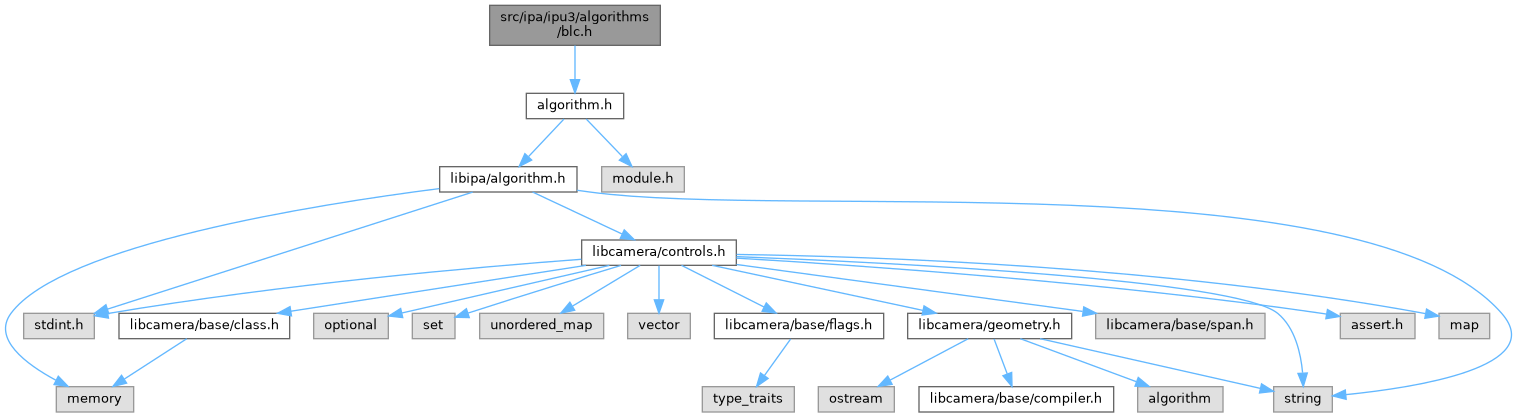 src/ipa/ipu3/algorithms
/blc.h
algorithm.h
libipa/algorithm.h
module.h
libcamera/controls.h
stdint.h
libcamera/base/class.h
optional
set
unordered_map
vector
libcamera/base/flags.h
libcamera/geometry.h
libcamera/base/span.h
assert.h
map
memory
type_traits
ostream
libcamera/base/compiler.h
algorithm
string